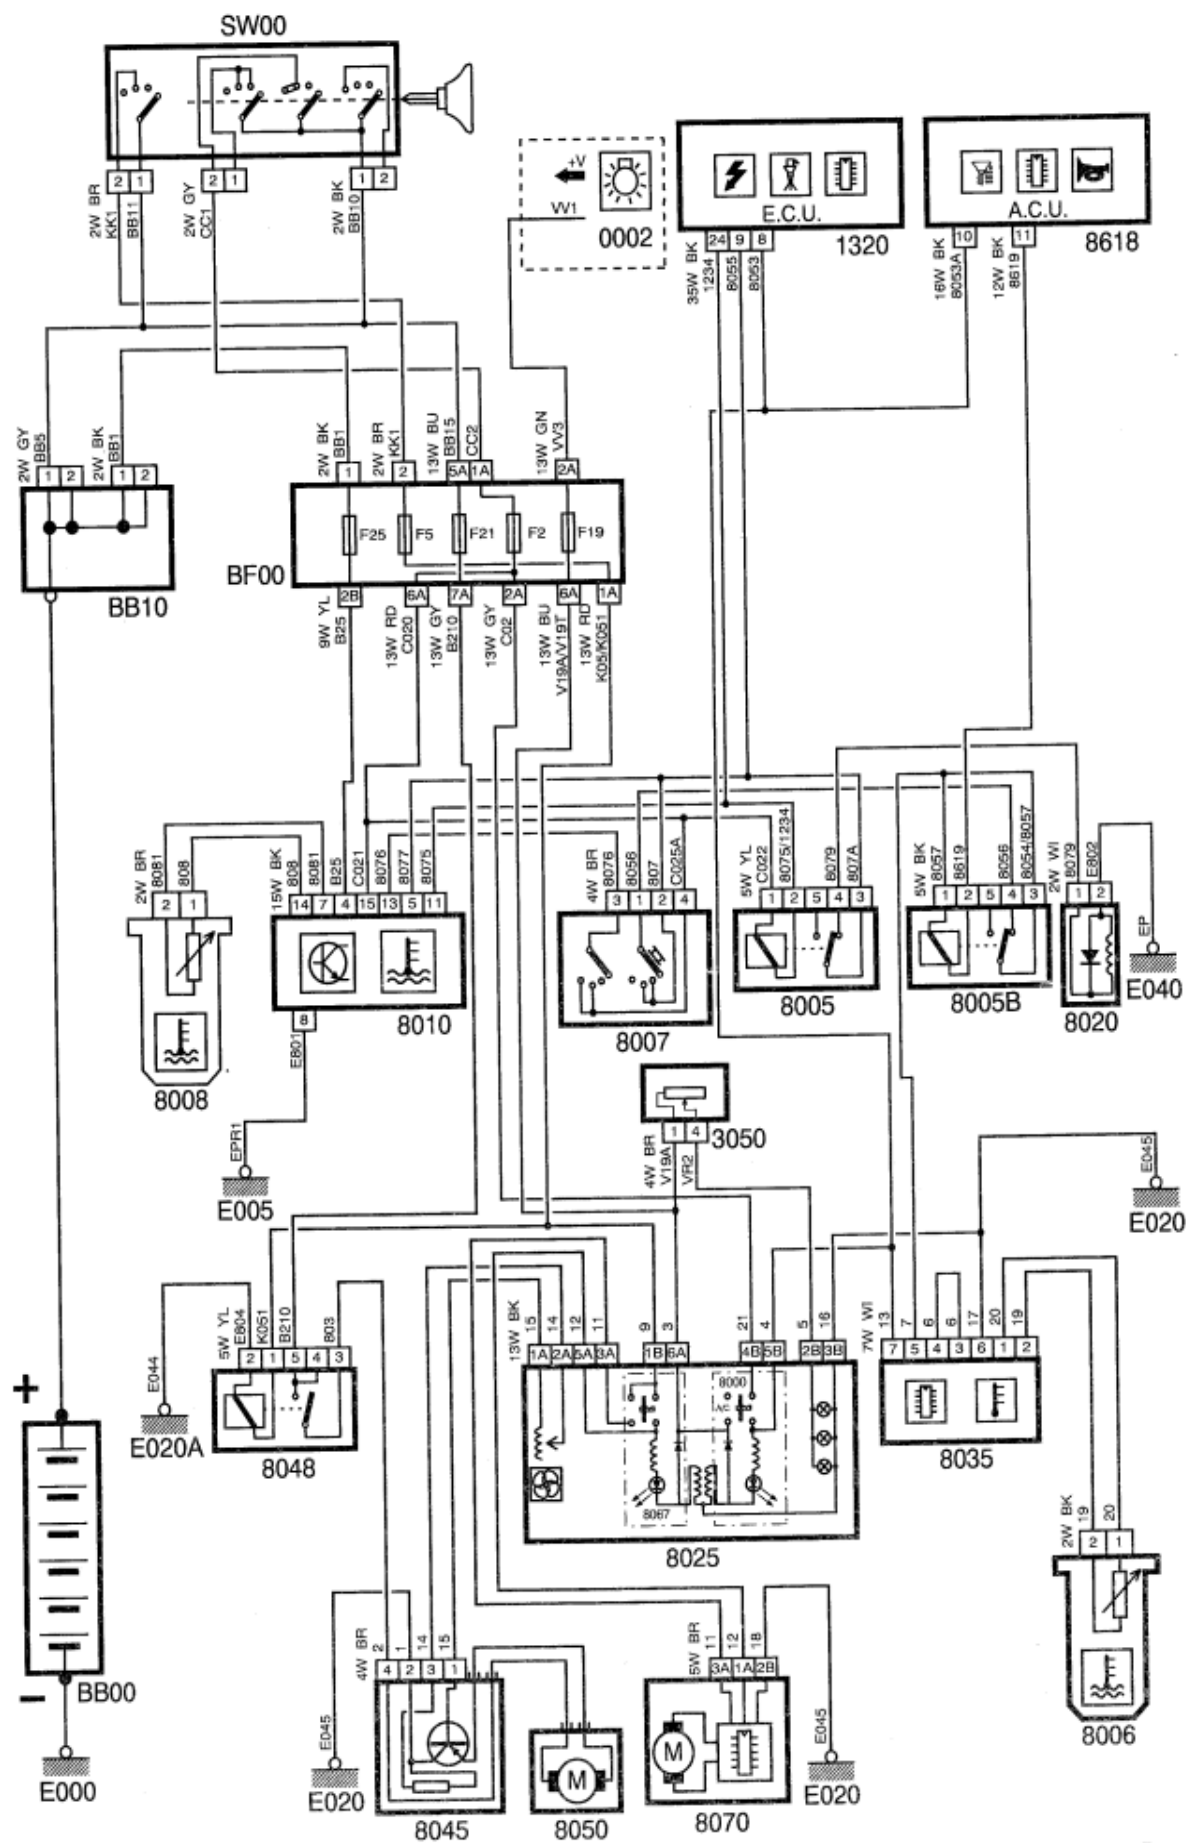 SW00
2 1 2 1 1 2
2W BR
KK1
BB11
2W GY
CC1
2W BK
BB10
+V
VV1
0002
E.C.U.
1320
24 9 8
35W BK
1234
8055
8053
A.C.U.
8618
10 11
16W BK
8053A
12W BK
8619
2W GY
BB5
2W BK
BB1
1 2 1 2
BB10
2W BK
BB1
2W BR
KK1
13W BU
BB15
CC2
13W GN
VV3
1 2 5A 1A 2A
F25 F5 F21 F2 F19
BF00
2B 6A 7A 2A 6A 1A
9W YL
B25
13W RD
C020
13W GY
B210
13W GY
C02
13W BU
V19A/V19T
13W RD
K05/K051
2W BR
8081
808
2 1
8008
15W BK
808
8081
B25
C021
8076
8077
8075
14 7 4 15 13 5 11
8010
8
E801
EPR1
E005
4W BR
8076
8056
807
C025A
3 1 2 4
8007
5W YL
C022
8075/1234
8079
807A
1 2 5 4 3
8005
5W BK
8057
8619
8056
8054/8057
1 2 5 4 3
8005B
2W WI
8079
E802
1 2
8020
EP
E040
3050
1 4
4W BR
V19A
VR2
E045
E020
E044
E020A
5W YL
E804
K051
B210
803
2 1 5 4 3
8048
13W BK
15 14 12 11 9 3 21 4 5 16
1A 2A 5A 3A 1B 6A 4B 5B 2B 3B
8000
A/C
8067
8025
7W WI
13 7 6 6 17 20 19
7 5 4 3 6 1 2
8035
2W BK
19
20
2 1
8006
+
−
BB00
E000
E045
E020
4W BR
2 1 14 15
4 2 3 1
8045
M
8050
5W BR
11 12 18
3A 1A 2B
M
8070
E045
E020